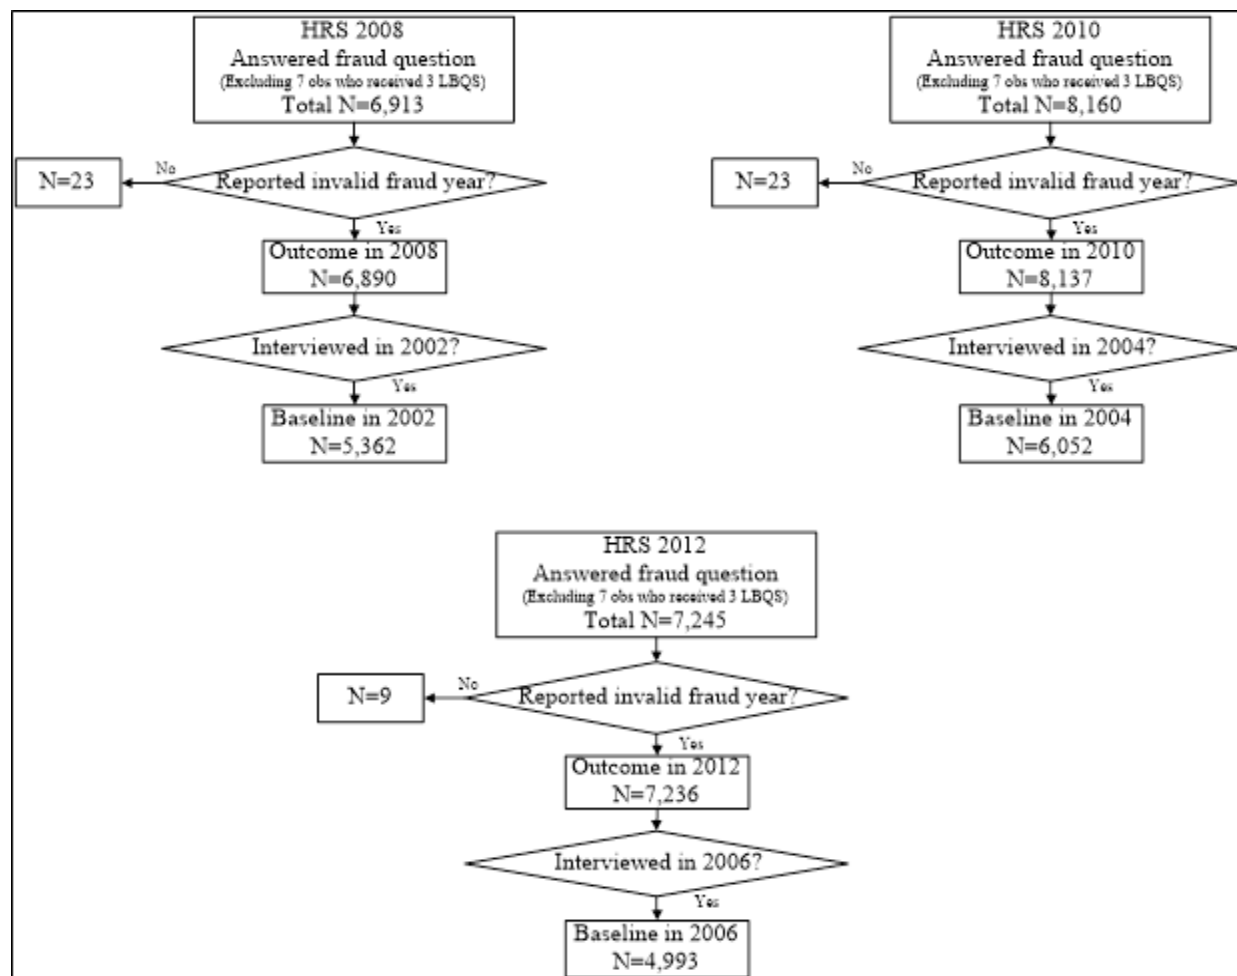 HRS 2008
Answered fraud question
(Excluding 7 obs who received 3 LBQS)
Total N=6,913
No
N=23
Reported invalid fraud year?
Yes
Outcome in 2008
N=6,890
Interviewed in 2002?
Yes
Baseline in 2002
N=5,362
HRS 2010
Answered fraud question
(Excluding 7 obs who received 3 LBQS)
Total N=8,160
No
N=23
Reported invalid fraud year?
Yes
Outcome in 2010
N=8,137
Interviewed in 2004?
Yes
Baseline in 2004
N=6,052
HRS 2012
Answered fraud question
(Excluding 7 obs who received 3 LBQS)
Total N=7,245
No
N=9
Reported invalid fraud year?
Yes
Outcome in 2012
N=7,236
Interviewed in 2006?
Yes
Baseline in 2006
N=4,993